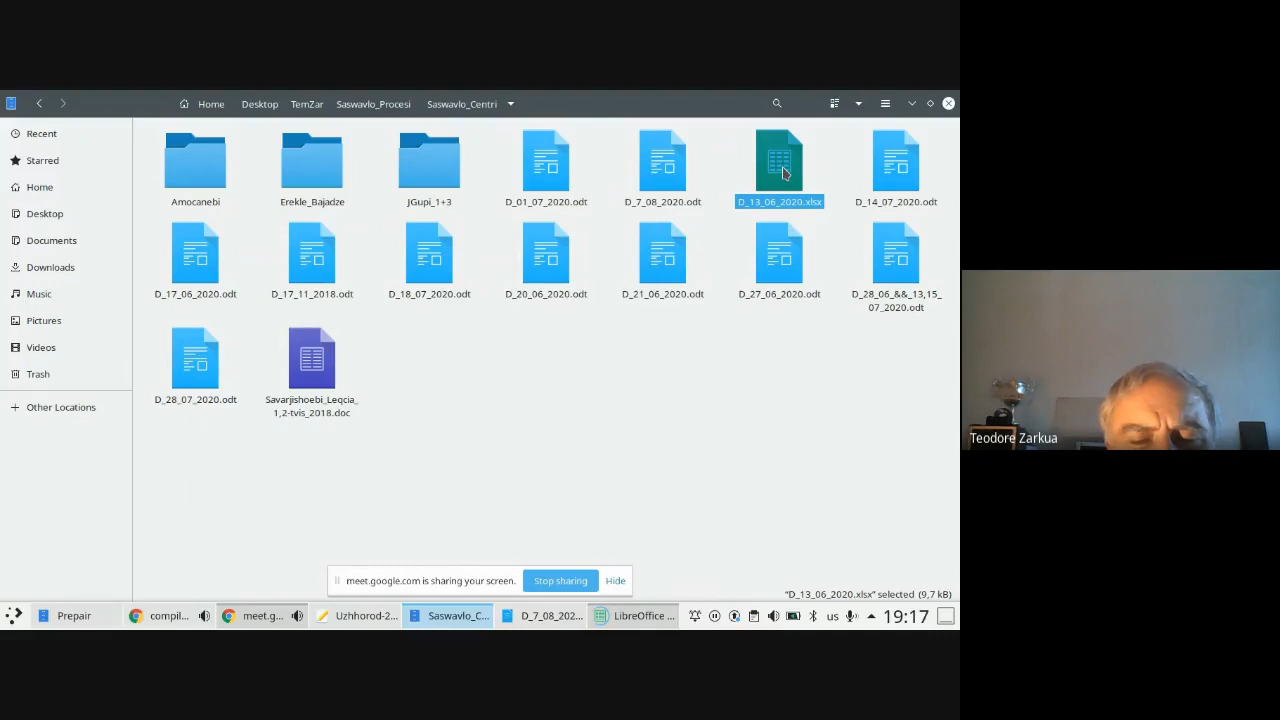 Home Desktop TemZar Saswavlo_Procesi Saswavlo_Centri
Recent
Starred
Home
Desktop
Documents
Downloads
Music
Pictures
Videos
Trash
Other Locations
Amocanebi
Erekle_Bajadze
JGupi_1+3
D_01_07_2020.odt
D_7_08_2020.odt
D_13_06_2020.xlsx
D_14_07_2020.odt
D_17_06_2020.odt
D_17_11_2018.odt
D_18_07_2020.odt
D_20_06_2020.odt
D_21_06_2020.odt
D_27_06_2020.odt
D_28_06_&&_13,15_
07_2020.odt
D_28_07_2020.odt
Savarjishoebi_Leqcia_
1,2-tvis_2018.doc
meet.google.com is sharing your screen. Stop sharing Hide
"D_13_06_2020.xlsx" selected (9,7 kB)
Prepair compil... meet.g... Uzhhorod-2... Saswavlo_C... D_7_08_202... LibreOffice ... us 19:17
Teodore Zarkua